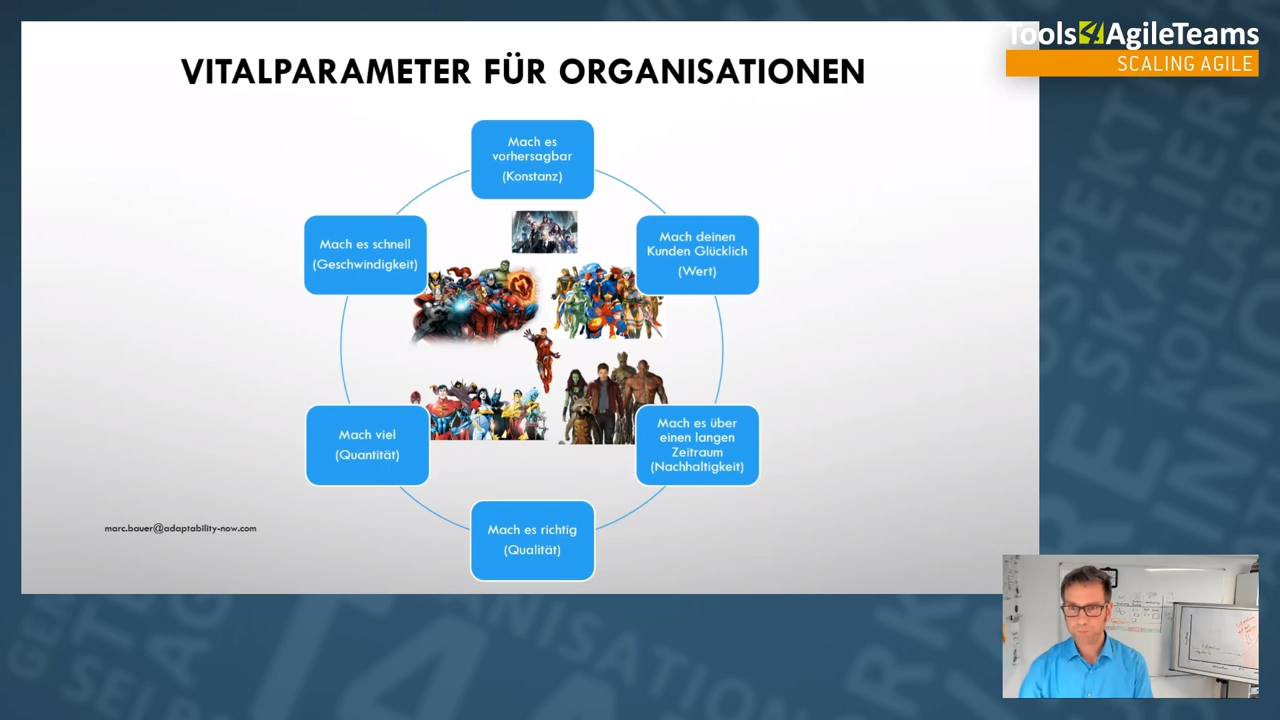 VITALPARAMETER FÜR ORGANISATIONEN
Tools4AgileTeams
SCALING AGILE
Mach es
vorhersagbar
(Konstanz)
Mach deinen
Kunden Glücklich
(Wert)
Mach es über
einen langen
Zeitraum
(Nachhaltigkeit)
Mach es richtig
(Qualität)
Mach viel
(Quantität)
Mach es schnell
(Geschwindigkeit)
marc.bauer@adaptability-now.com